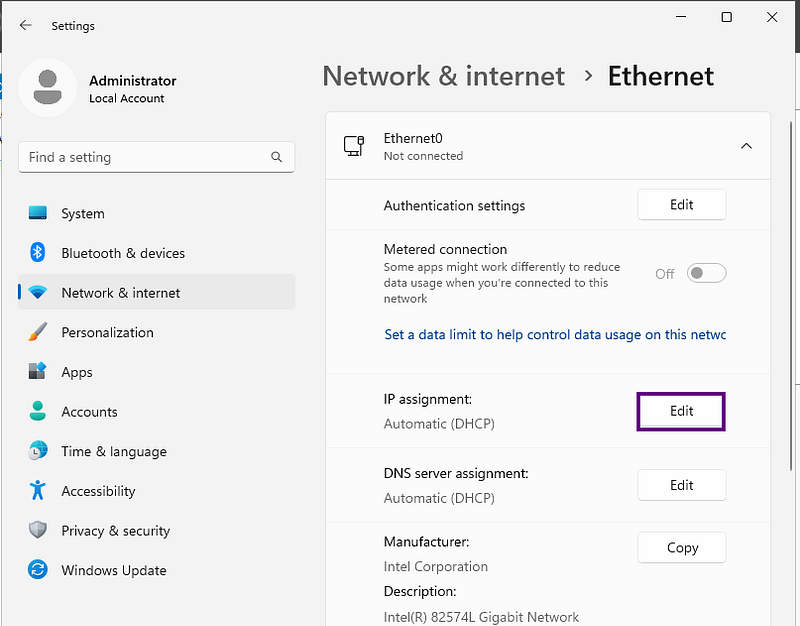 Settings
Administrator
Local Account
Find a setting
System
Bluetooth & devices
Network & internet
Personalization
Apps
Accounts
Time & language
Accessibility
Privacy & security
Windows Update
Network & internet › Ethernet
Ethernet0
Not connected
Authentication settings
Edit
Metered connection
Some apps might work differently to reduce
data usage when you're connected to this
network
Off
Set a data limit to help control data usage on this netwc
IP assignment:
Automatic (DHCP)
Edit
DNS server assignment:
Automatic (DHCP)
Edit
Manufacturer:
Intel Corporation
Copy
Description:
Intel(R) 82574L Gigabit Network